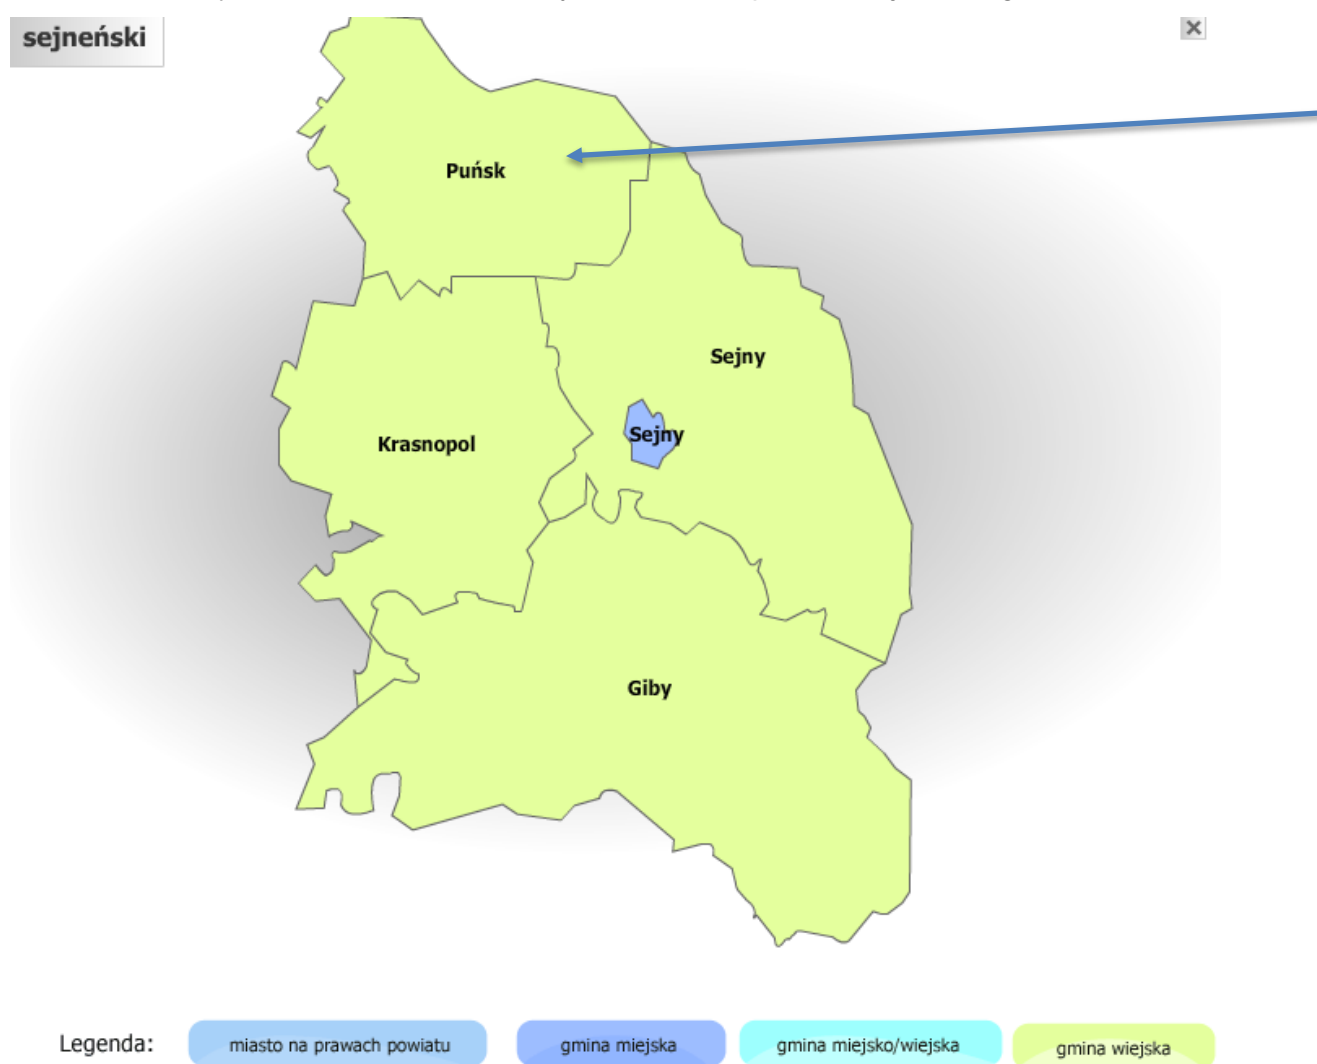 sejneński
Puńsk
Sejny
Sejny
Krasnopol
Giby
Legenda:
miasto na prawach powiatu
gmina miejska
gmina miejsko/wiejska
gmina wiejska